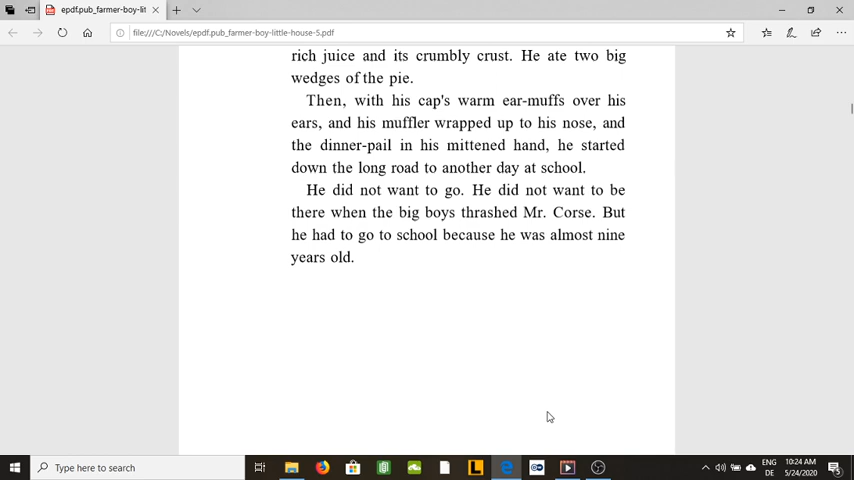 epdf.pub_farmer-boy-lit
file:///C:/Novels/epdf.pub_farmer-boy-little-house-5.pdf
rich juice and its crumbly crust. He ate two big
wedges of the pie.
Then, with his cap's warm ear-muffs over his
ears, and his muffler wrapped up to his nose, and
the dinner-pail in his mittened hand, he started
down the long road to another day at school.
He did not want to go. He did not want to be
there when the big boys thrashed Mr. Corse. But
he had to go to school because he was almost nine
years old.
Type here to search
ENG
DE
10:24 AM
5/24/2020